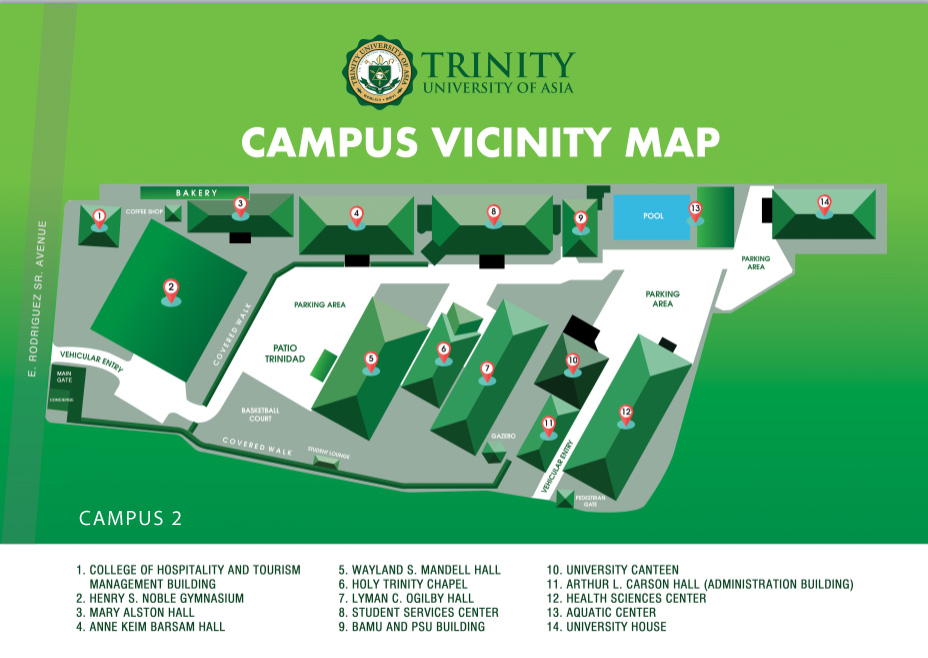 TRINITY UNIVERSITY OF ASIA
TRINITY
UNIVERSITY OF ASIA
CAMPUS VICINITY MAP
E. RODRIGUEZ SR. AVENUE
BAKERY
1
COFFEE SHOP
3
4
8
9
POOL
13
14
2
COVERED WALK
PARKING AREA
PARKING
AREA
PARKING
AREA
PATIO
TRINIDAD
VEHICULAR ENTRY
MAIN
GATE
CONCIERGE
5
6
7
10
11
12
BASKETBALL
COURT
COVERED WALK
STUDENT LOUNGE
GAZEBO
VEHICULAR ENTRY
PEDESTRIAN
GATE
CAMPUS 2
1. COLLEGE OF HOSPITALITY AND TOURISM
MANAGEMENT BUILDING
2. HENRY S. NOBLE GYMNASIUM
3. MARY ALSTON HALL
4. ANNE KEIM BARSAM HALL
5. WAYLAND S. MANDELL HALL
6. HOLY TRINITY CHAPEL
7. LYMAN C. OGILBY HALL
8. STUDENT SERVICES CENTER
9. BAMU AND PSU BUILDING
10. UNIVERSITY CANTEEN
11. ARTHUR L. CARSON HALL (ADMINISTRATION BUILDING)
12. HEALTH SCIENCES CENTER
13. AQUATIC CENTER
14. UNIVERSITY HOUSE